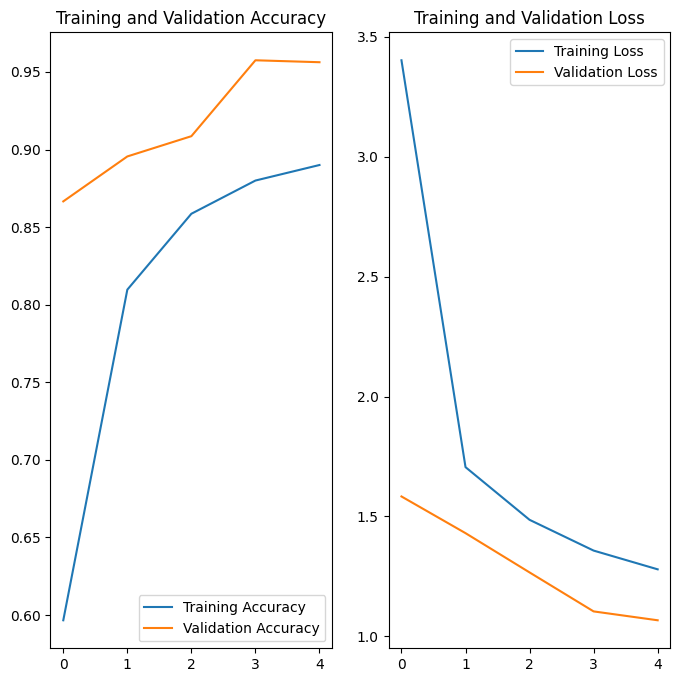 Training and Validation Accuracy
0.95
0.90
0.85
0.80
0.75
0.70
0.65
0.60
Training Accuracy
Validation Accuracy
0 1 2 3 4
Training and Validation Loss
3.5
Training Loss
Validation Loss
3.0
2.5
2.0
1.5
1.0
0 1 2 3 4